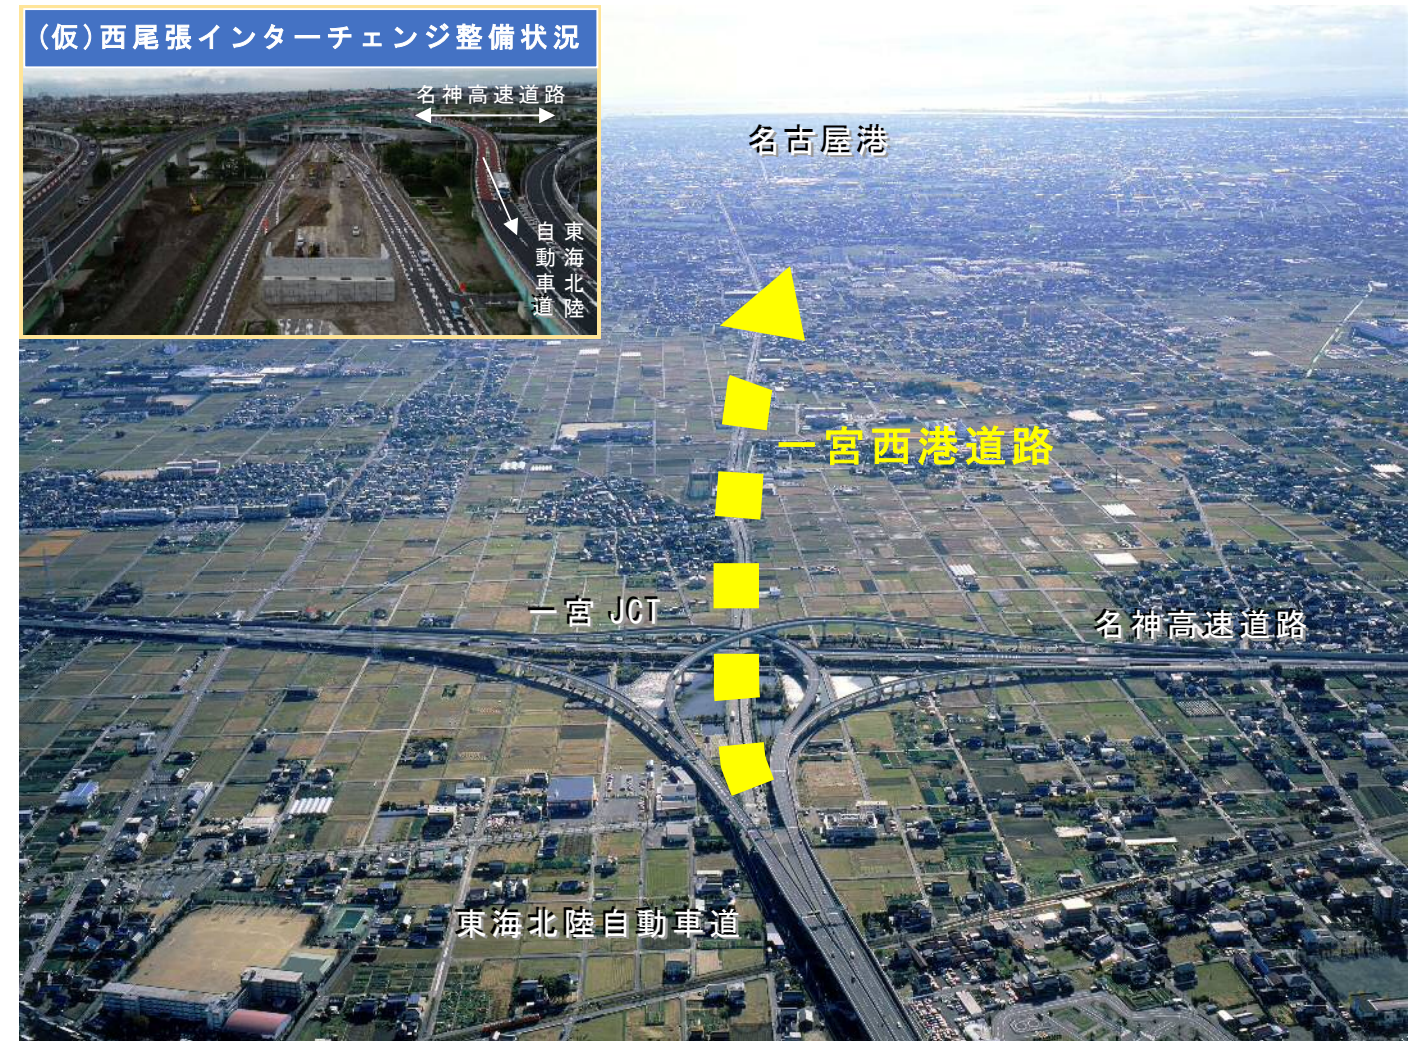 (仮)西尾張インターチェンジ整備状況
名神高速道路
東海北陸
自動車道
名古屋港
一宮西港道路
一宮 JCT
名神高速道路
東海北陸自動車道